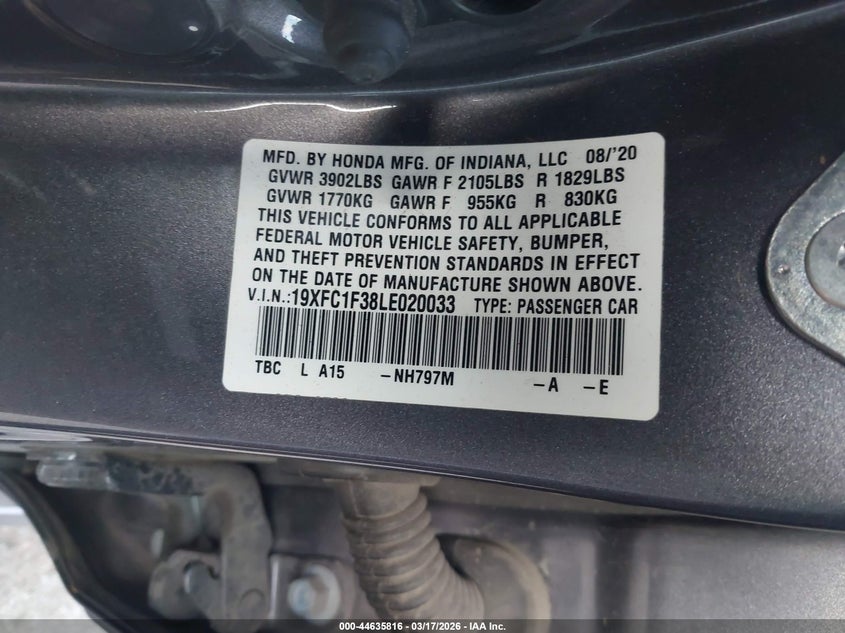 MFD. BY HONDA MFG. OF INDIANA, LLC 08/'20
GVWR 3902LBS GAWR F 2105LBS R 1829LBS
GVWR 1770KG GAWR F 955KG R 830KG
THIS VEHICLE CONFORMS TO ALL APPLICABLE
FEDERAL MOTOR VEHICLE SAFETY, BUMPER,
AND THEFT PREVENTION STANDARDS IN EFFECT
ON THE DATE OF MANUFACTURE SHOWN ABOVE.
V.I.N.:19XFC1F38LE020033 TYPE: PASSENGER CAR
TBC L A15 -NH797M -A -E
000-44635816 - 03/17/2026 - IAA Inc.